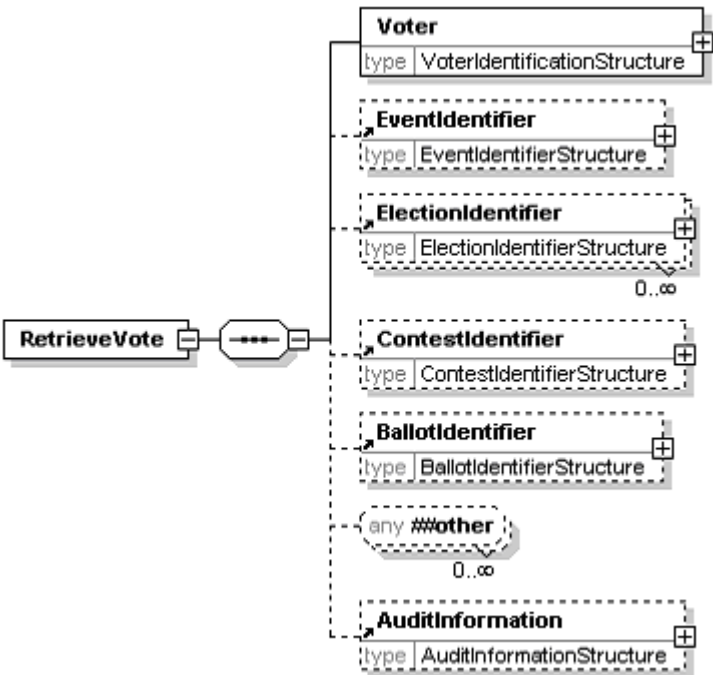 Voter
type VoterIdentificationStructure
EventIdentifier
type EventIdentifierStructure
ElectionIdentifier
type ElectionIdentifierStructure
0..∞
RetrieveVote
ContestIdentifier
type ContestIdentifierStructure
BallotIdentifier
type BallotIdentifierStructure
any ##other
0..∞
AuditInformation
type AuditInformationStructure